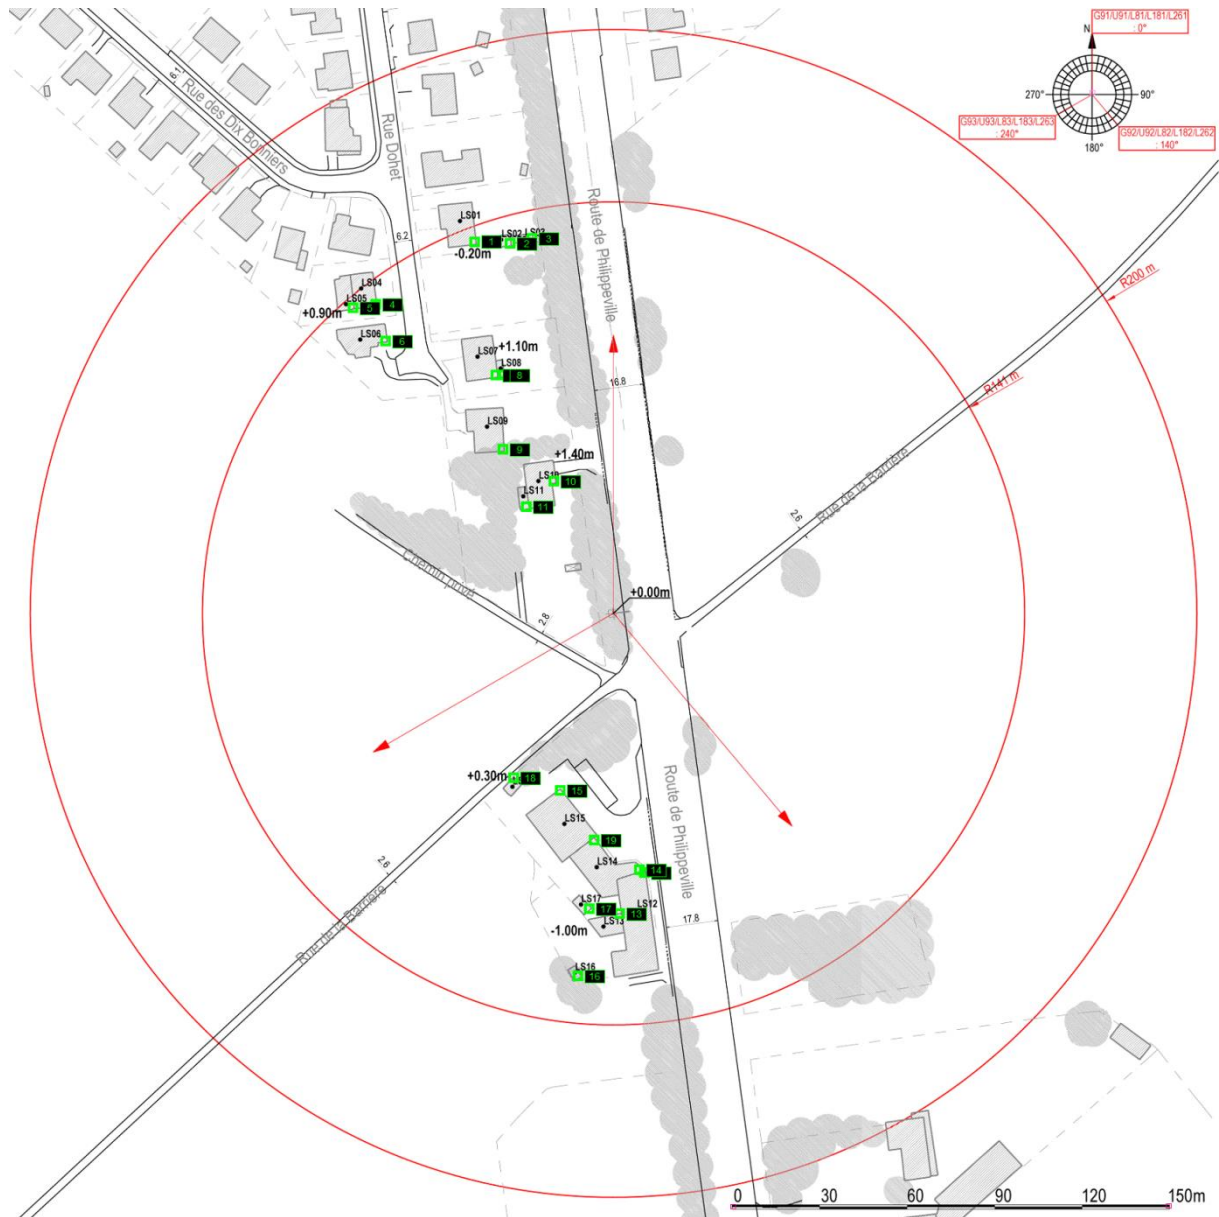 G91/U91/L81/L181/L261
: 0°
N
270°
90°
G93/U93/L83/L183/L263
: 240°
G92/U92/L82/L182/L262
: 140°
180°
6.1
Rue des Dix Bonniers
Rue Dohet
6.2
Route de Philippeville
LS01
LS02
LS03
1
2
3
-0.20m
LS04
LS05
4
5
+0.90m
LS06
6
R200 m
LS07
+1.10m
LS08
8
16.8
R141 m
LS09
9
+1.40m
LS10
10
LS11
11
Rue de la Barrière
2.6
Chemin privé
2.8
+0.00m
+0.30m
18
15
LS15
19
LS14
14
Route de Philippeville
2.6
Rue de la Barrière
LS17
17
13
LS12
LS13
-1.00m
17.8
LS16
16
0 30 60 90 120 150m